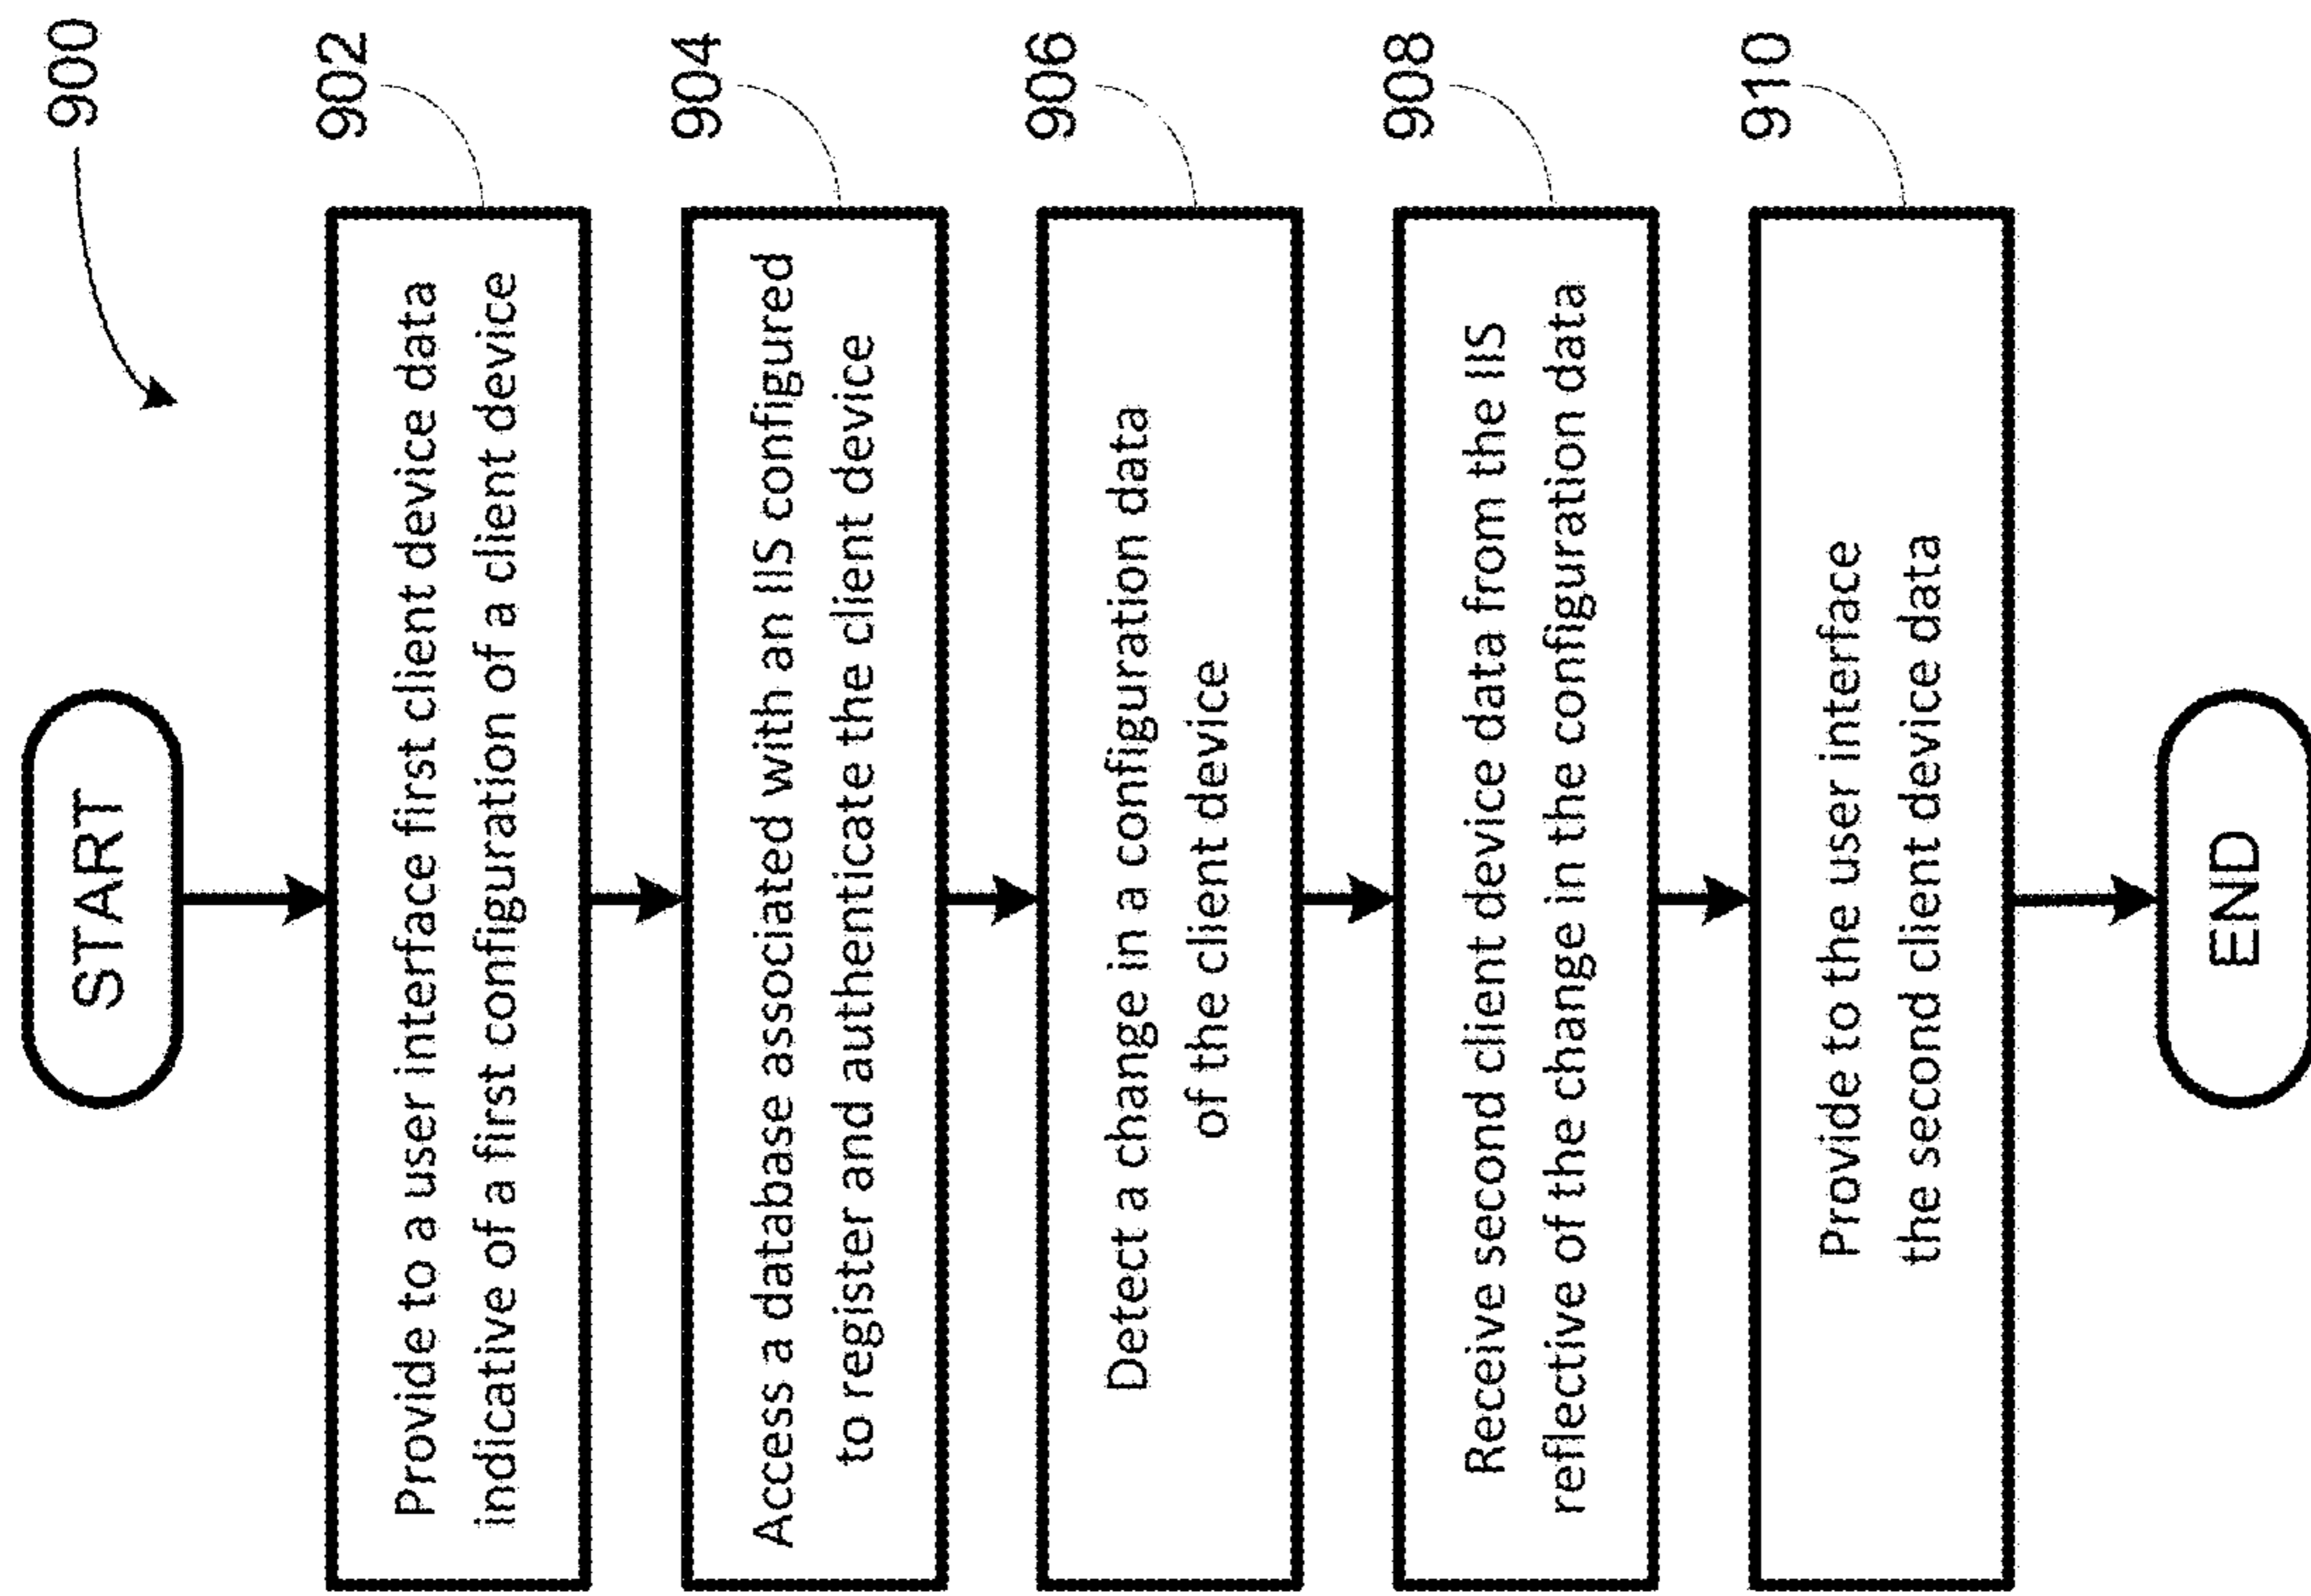 900
START
902
Provide to a user interface first client device data
indicative of a first configuration of a client device
904
Access a database associated with an IIS configured
to register and authenticate the client device
906
Detect a change in a configuration data
of the client device
908
Receive second client device data from the IIS
reflective of the change in the configuration data
910
Provide to the user interface
the second client device data
END